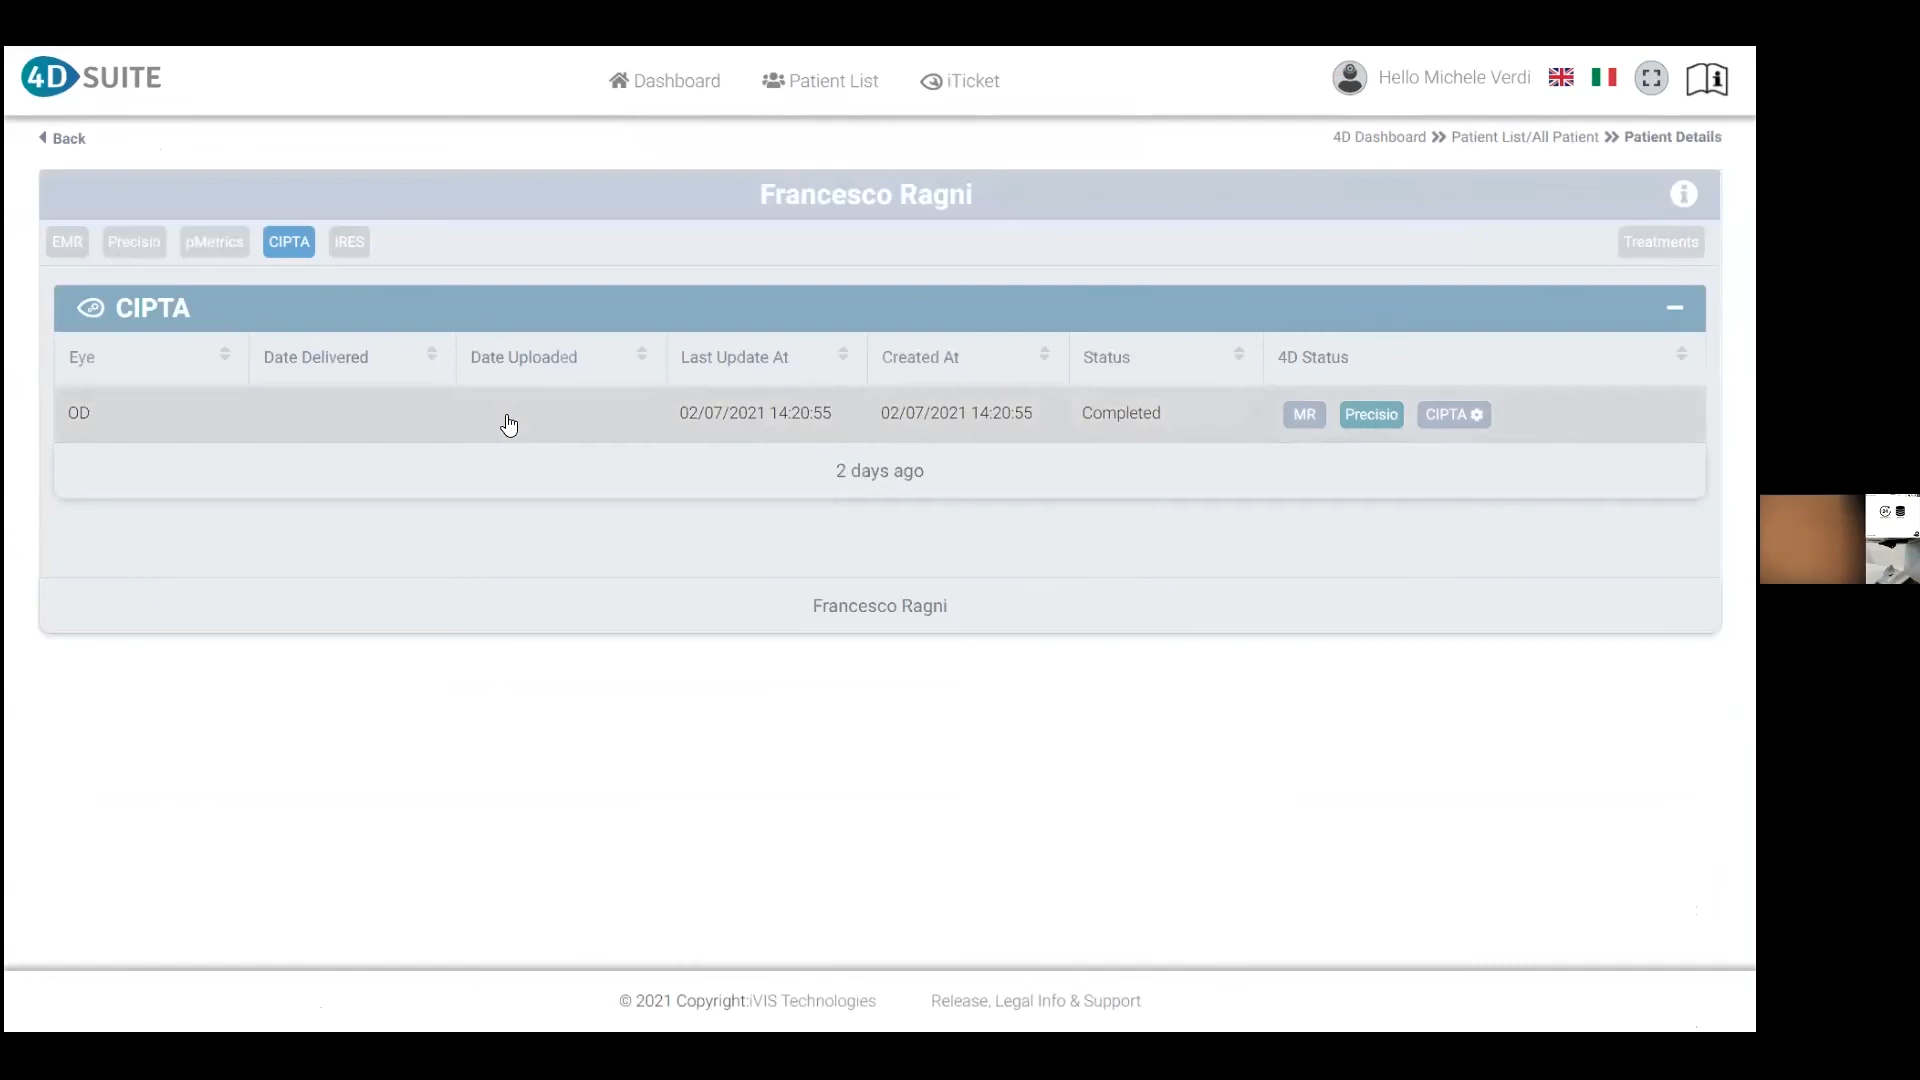 4D SUITE
Dashboard Patient List iTicket
Hello Michele Verdi
Back
4D Dashboard Patient List/All Patient Patient Details
Francesco Ragni
EMR Precisio pMetrics CIPTA iRES Treatments
CIPTA
Eye Date Delivered Date Uploaded Last Update At Created At Status 4D Status
OD 02/07/2021 14:20:55 02/07/2021 14:20:55 Completed MR Precisio CIPTA
2 days ago
Francesco Ragni
© 2021 Copyright:iVIS Technologies Release, Legal Info & Support